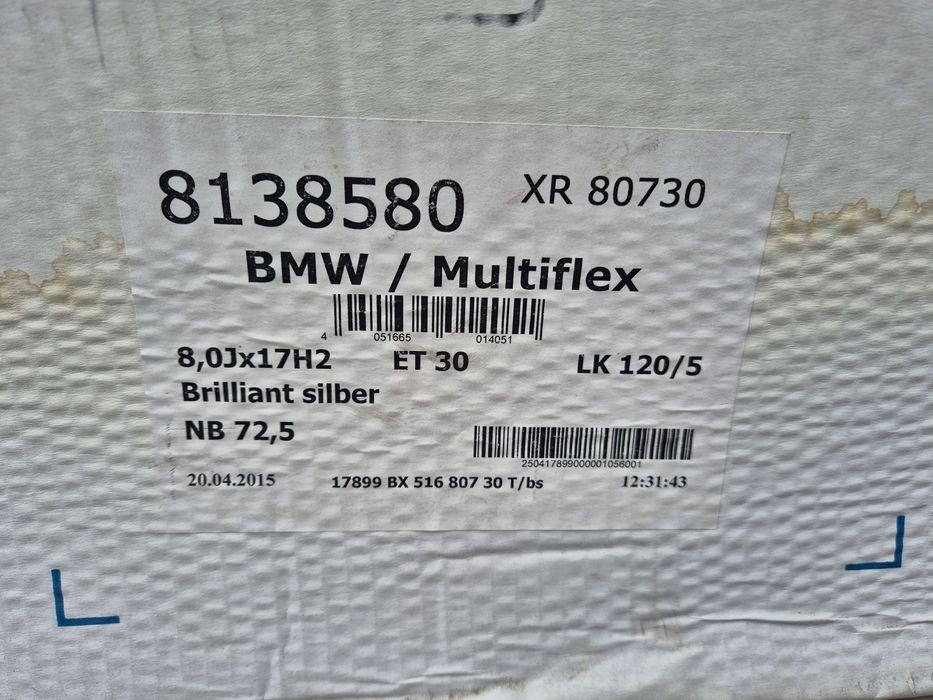 8138580 XR 80730
BMW / Multiflex
4 051665 014051
8,0Jx17H2 ET 30 LK 120/5
Brilliant silber
NB 72,5
250417899000001056001
20.04.2015 17899 BX 516 807 30 T/bs 12:31:43